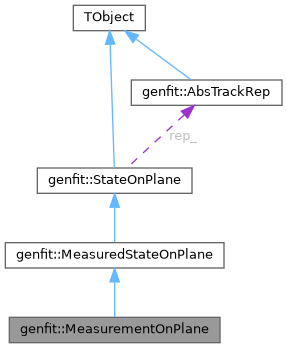 TObject
genfit::AbsTrackRep
rep_
genfit::StateOnPlane
genfit::MeasuredStateOnPlane
genfit::MeasurementOnPlane